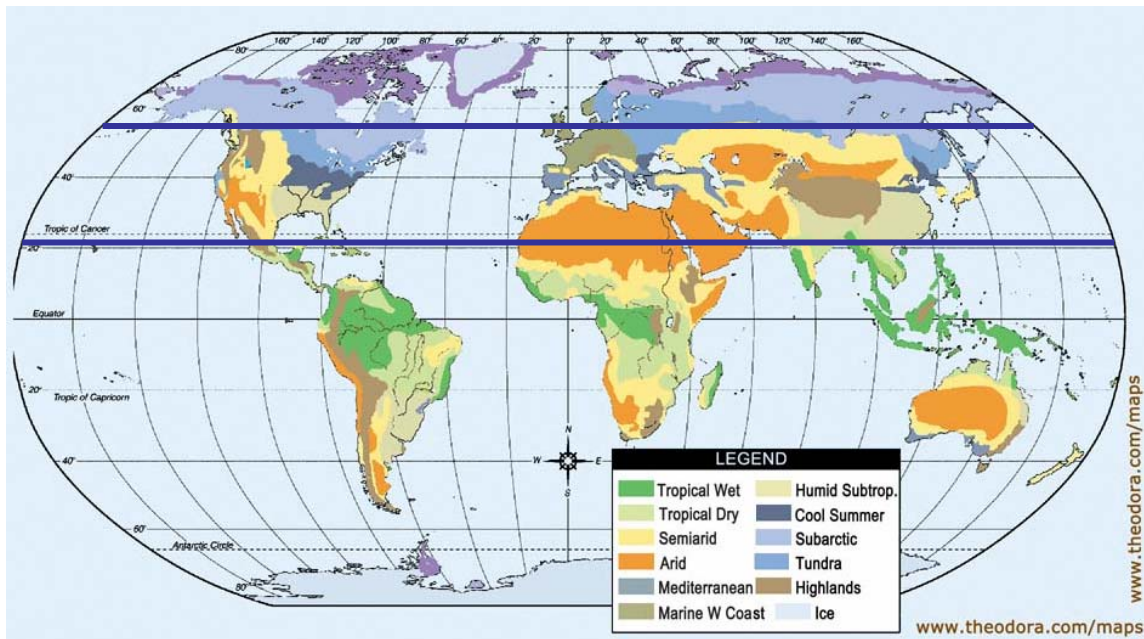 160° 140° 120° 100° 80° 60° 40° 20° 0° 20° 40° 60° 80° 100° 120° 140° 160°
80°
60°
40°
Tropic of Cancer
20°
Equator
20°
Tropic of Capricorn
N
W E
S
40°
60°
Antarctic Circle
80°
LEGEND
Tropical Wet
Tropical Dry
Semiarid
Arid
Mediterranean
Marine W Coast
Humid Subtrop.
Cool Summer
Subarctic
Tundra
Highlands
Ice
www.theodora.com/maps
www.theodora.com/maps